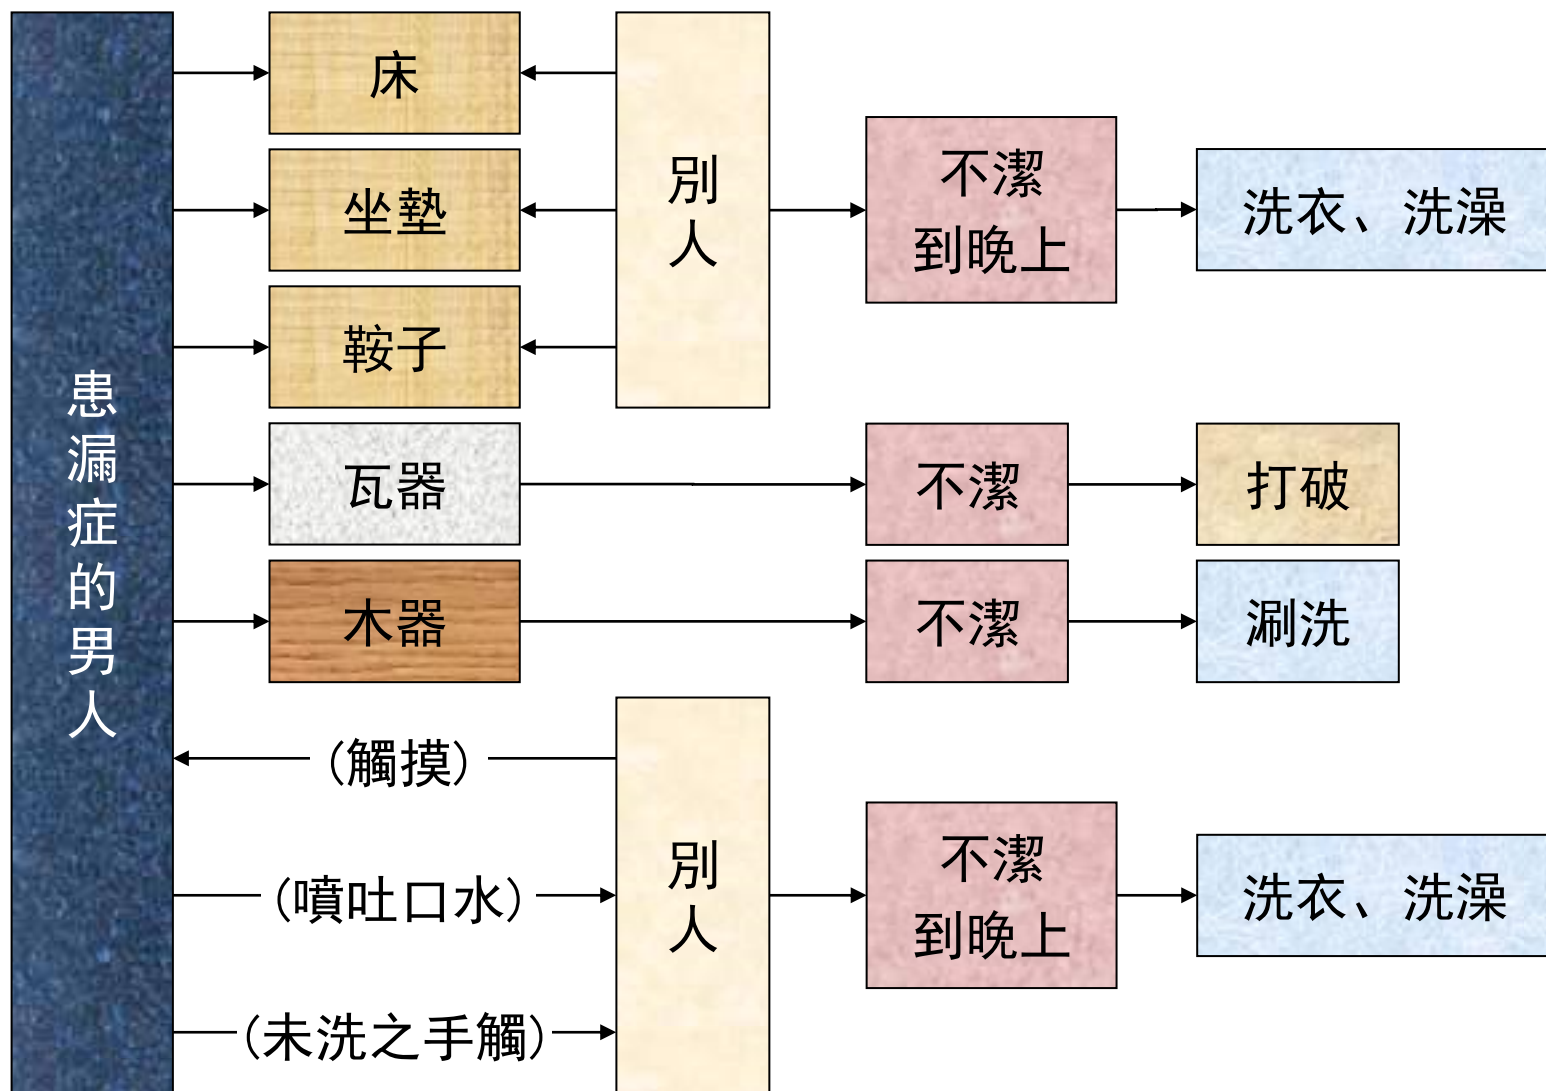 患漏症的男人
床
坐墊
鞍子
別人
不潔
到晚上
洗衣、洗澡
瓦器
不潔
打破
木器
不潔
涮洗
(觸摸)
(噴吐口水)
(未洗之手觸)
別人
不潔
到晚上
洗衣、洗澡